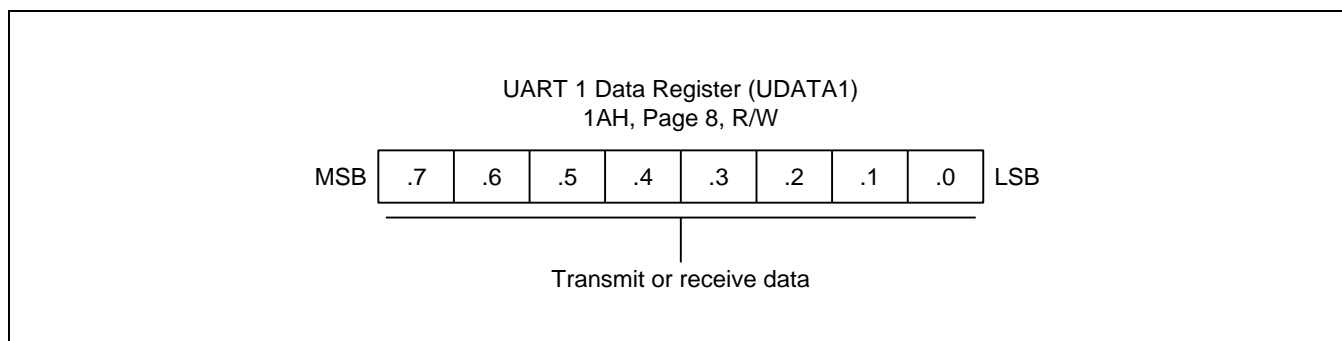 UART 1 Data Register (UDATA1)
1AH, Page 8, R/W
MSB .7 .6 .5 .4 .3 .2 .1 .0 LSB
Transmit or receive data